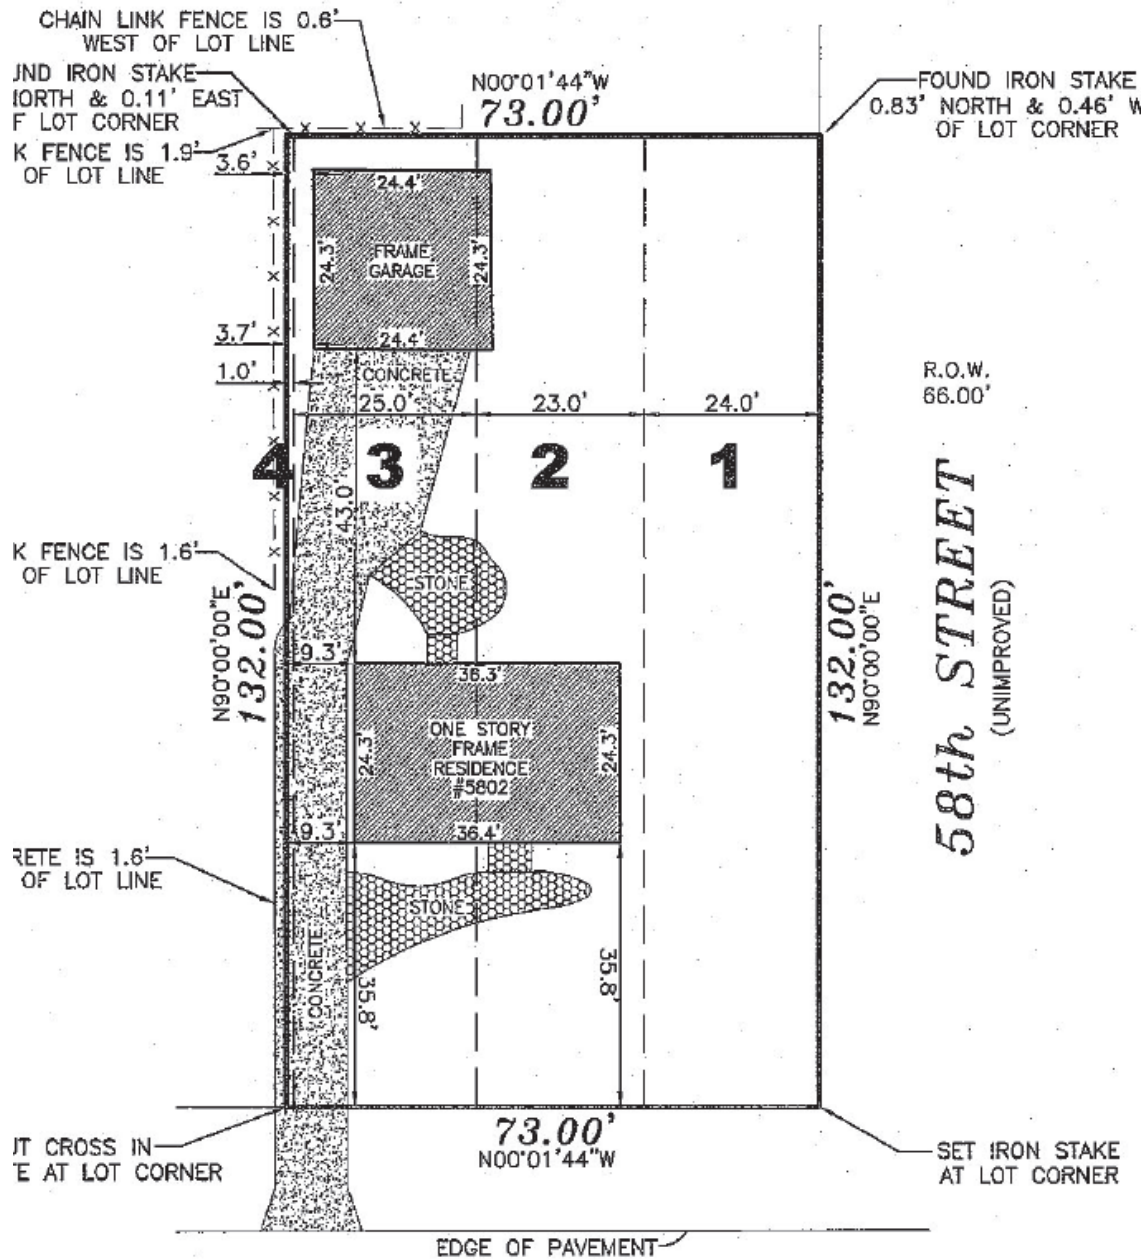 CHAIN LINK FENCE IS 0.6'
WEST OF LOT LINE
UND IRON STAKE
NORTH & 0.11' EAST
F LOT CORNER
K FENCE IS 1.9'
OF LOT LINE
N00°01'44"W
73.00'
FOUND IRON STAKE
0.83' NORTH & 0.46' W
OF LOT CORNER
3.6'
24.4'
24.3'
FRAME
GARAGE
24.3'
3.7'
24.4'
1.0'
CONCRETE
25.0'
23.0'
24.0'
R.O.W.
66.00'
4
3
2
1
43.0'
K FENCE IS 1.6'
OF LOT LINE
STONE
N90°00'00"E
132.00'
132.00'
N90°00'00"E
58th STREET
(UNIMPROVED)
9.3'
36.3'
24.3'
ONE STORY
FRAME
RESIDENCE
#5802
24.3'
9.3'
36.4'
RETE IS 1.6'
OF LOT LINE
STONE
CONCRETE
35.8'
35.8'
UT CROSS IN
E AT LOT CORNER
73.00'
N00°01'44"W
SET IRON STAKE
AT LOT CORNER
EDGE OF PAVEMENT